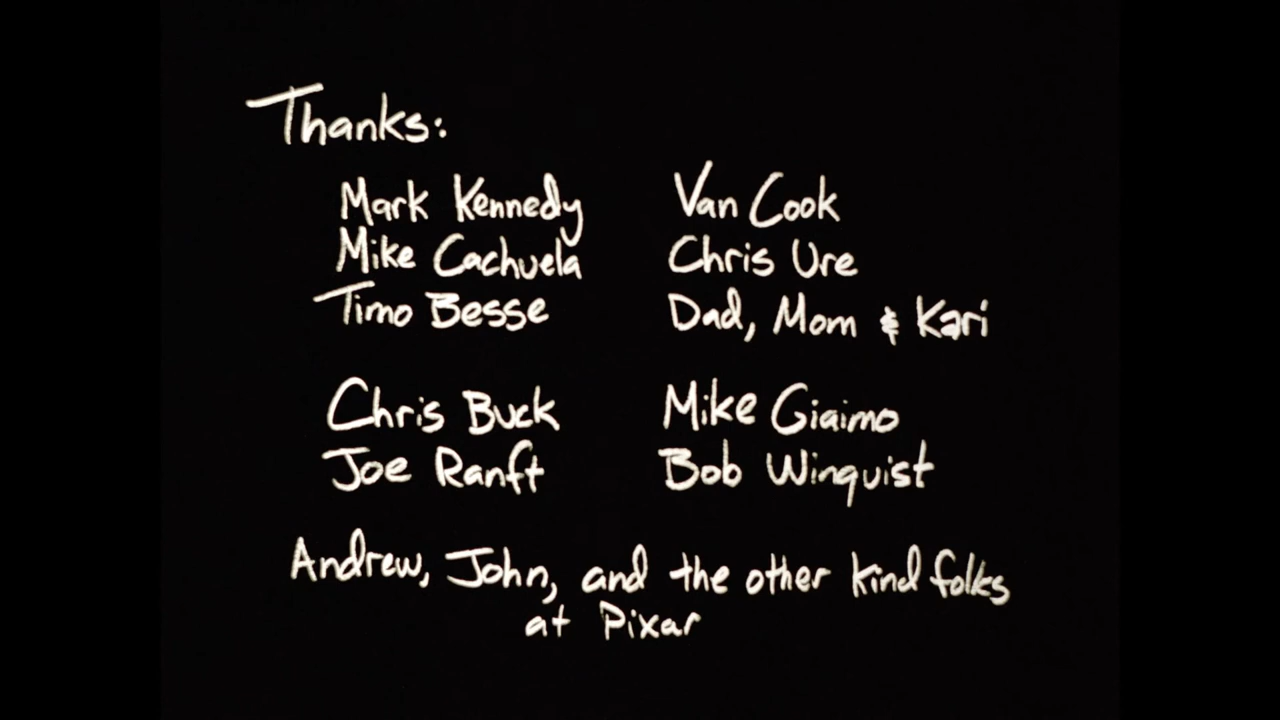 Thanks:
Mark Kennedy
Mike Cachuela
Timo Besse
Van Cook
Chris Ure
Dad, Mom & Kari
Chris Buck
Joe Ranft
Mike Giaimo
Bob Winquist
Andrew, John, and the other kind folks
at Pixar